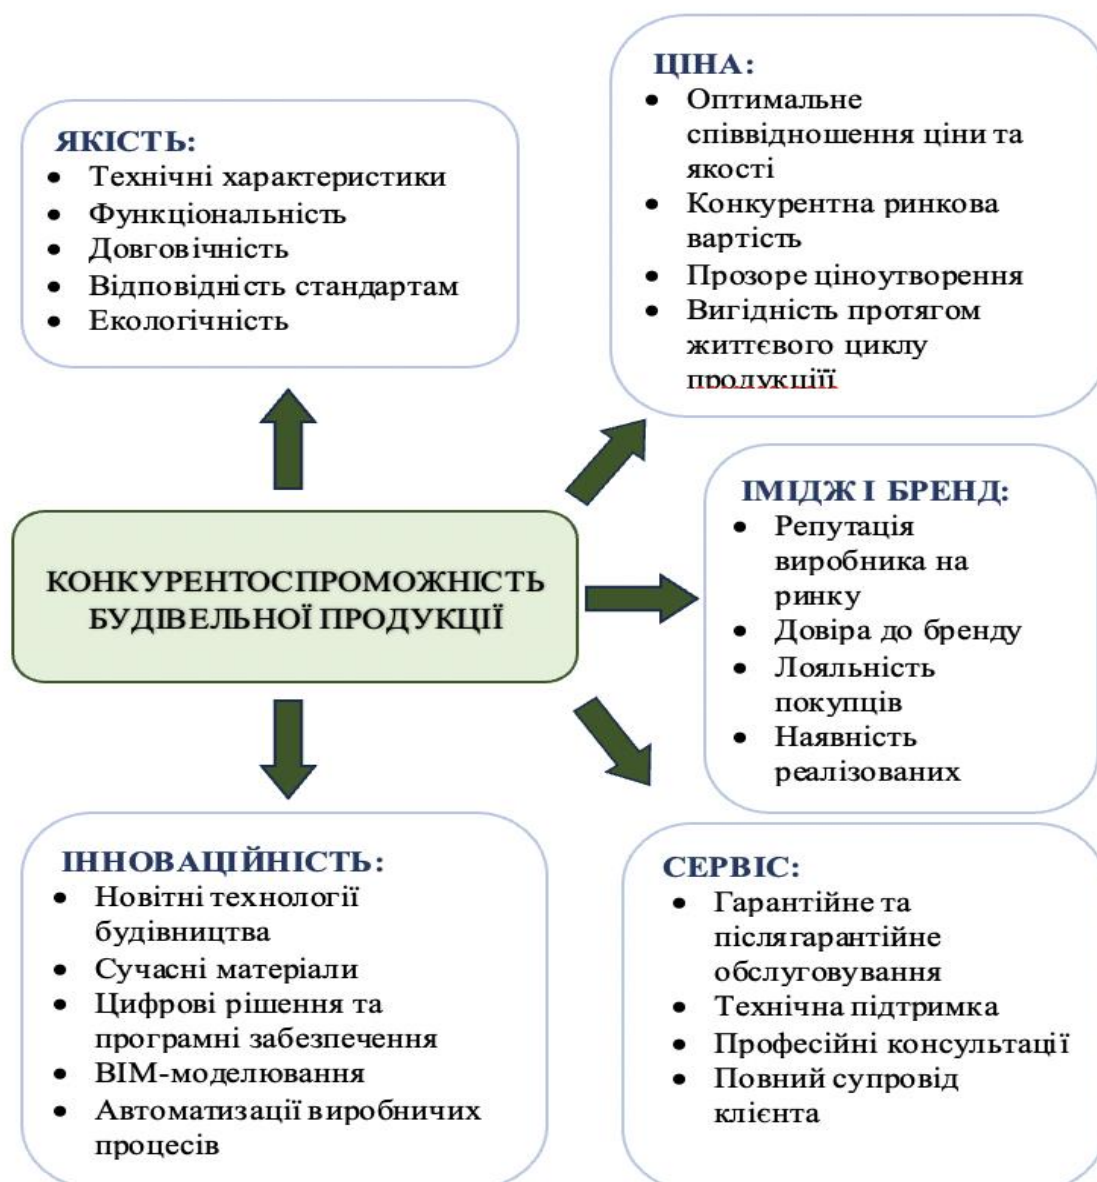 ЯКІСТЬ:
• Технічні характеристики
• Функціональність
• Довговічність
• Відповідність стандартам
• Екологічність
ЦІНА:
• Оптимальне
співвідношення ціни та
якості
• Конкурентна ринкова
вартість
• Прозоре ціноутворення
• Вигідність протягом
життєвого циклу
продукціїї
КОНКУРЕНТОСПРОМОЖНІСТЬ
БУДІВЕЛЬНОЇ ПРОДУКЦІЇ
ІМІДЖ І БРЕНД:
• Репутація
виробника на
ринку
• Довіра до бренду
• Лояльність
покупців
• Наявність
реалізованих
ІННОВАЦІЙНІСТЬ:
• Новітні технології
будівництва
• Сучасні матеріали
• Цифрові рішення та
програмні забезпечення
• BIM-моделювання
• Автоматизації виробничих
процесів
СЕРВІС:
• Гарантійне та
післягарантійне
обслуговування
• Технічна підтримка
• Професійні консультації
• Повний супровід
клієнта